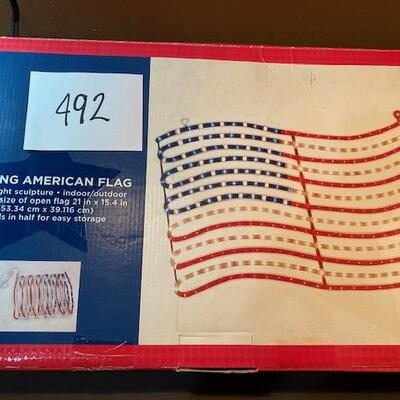 492
NG AMERICAN FLAG
ght sculpture • indoor/outdoor
size of open flag 21 in x 15.4 in
53.34 cm x 39.116 cm)
s in half for easy storage